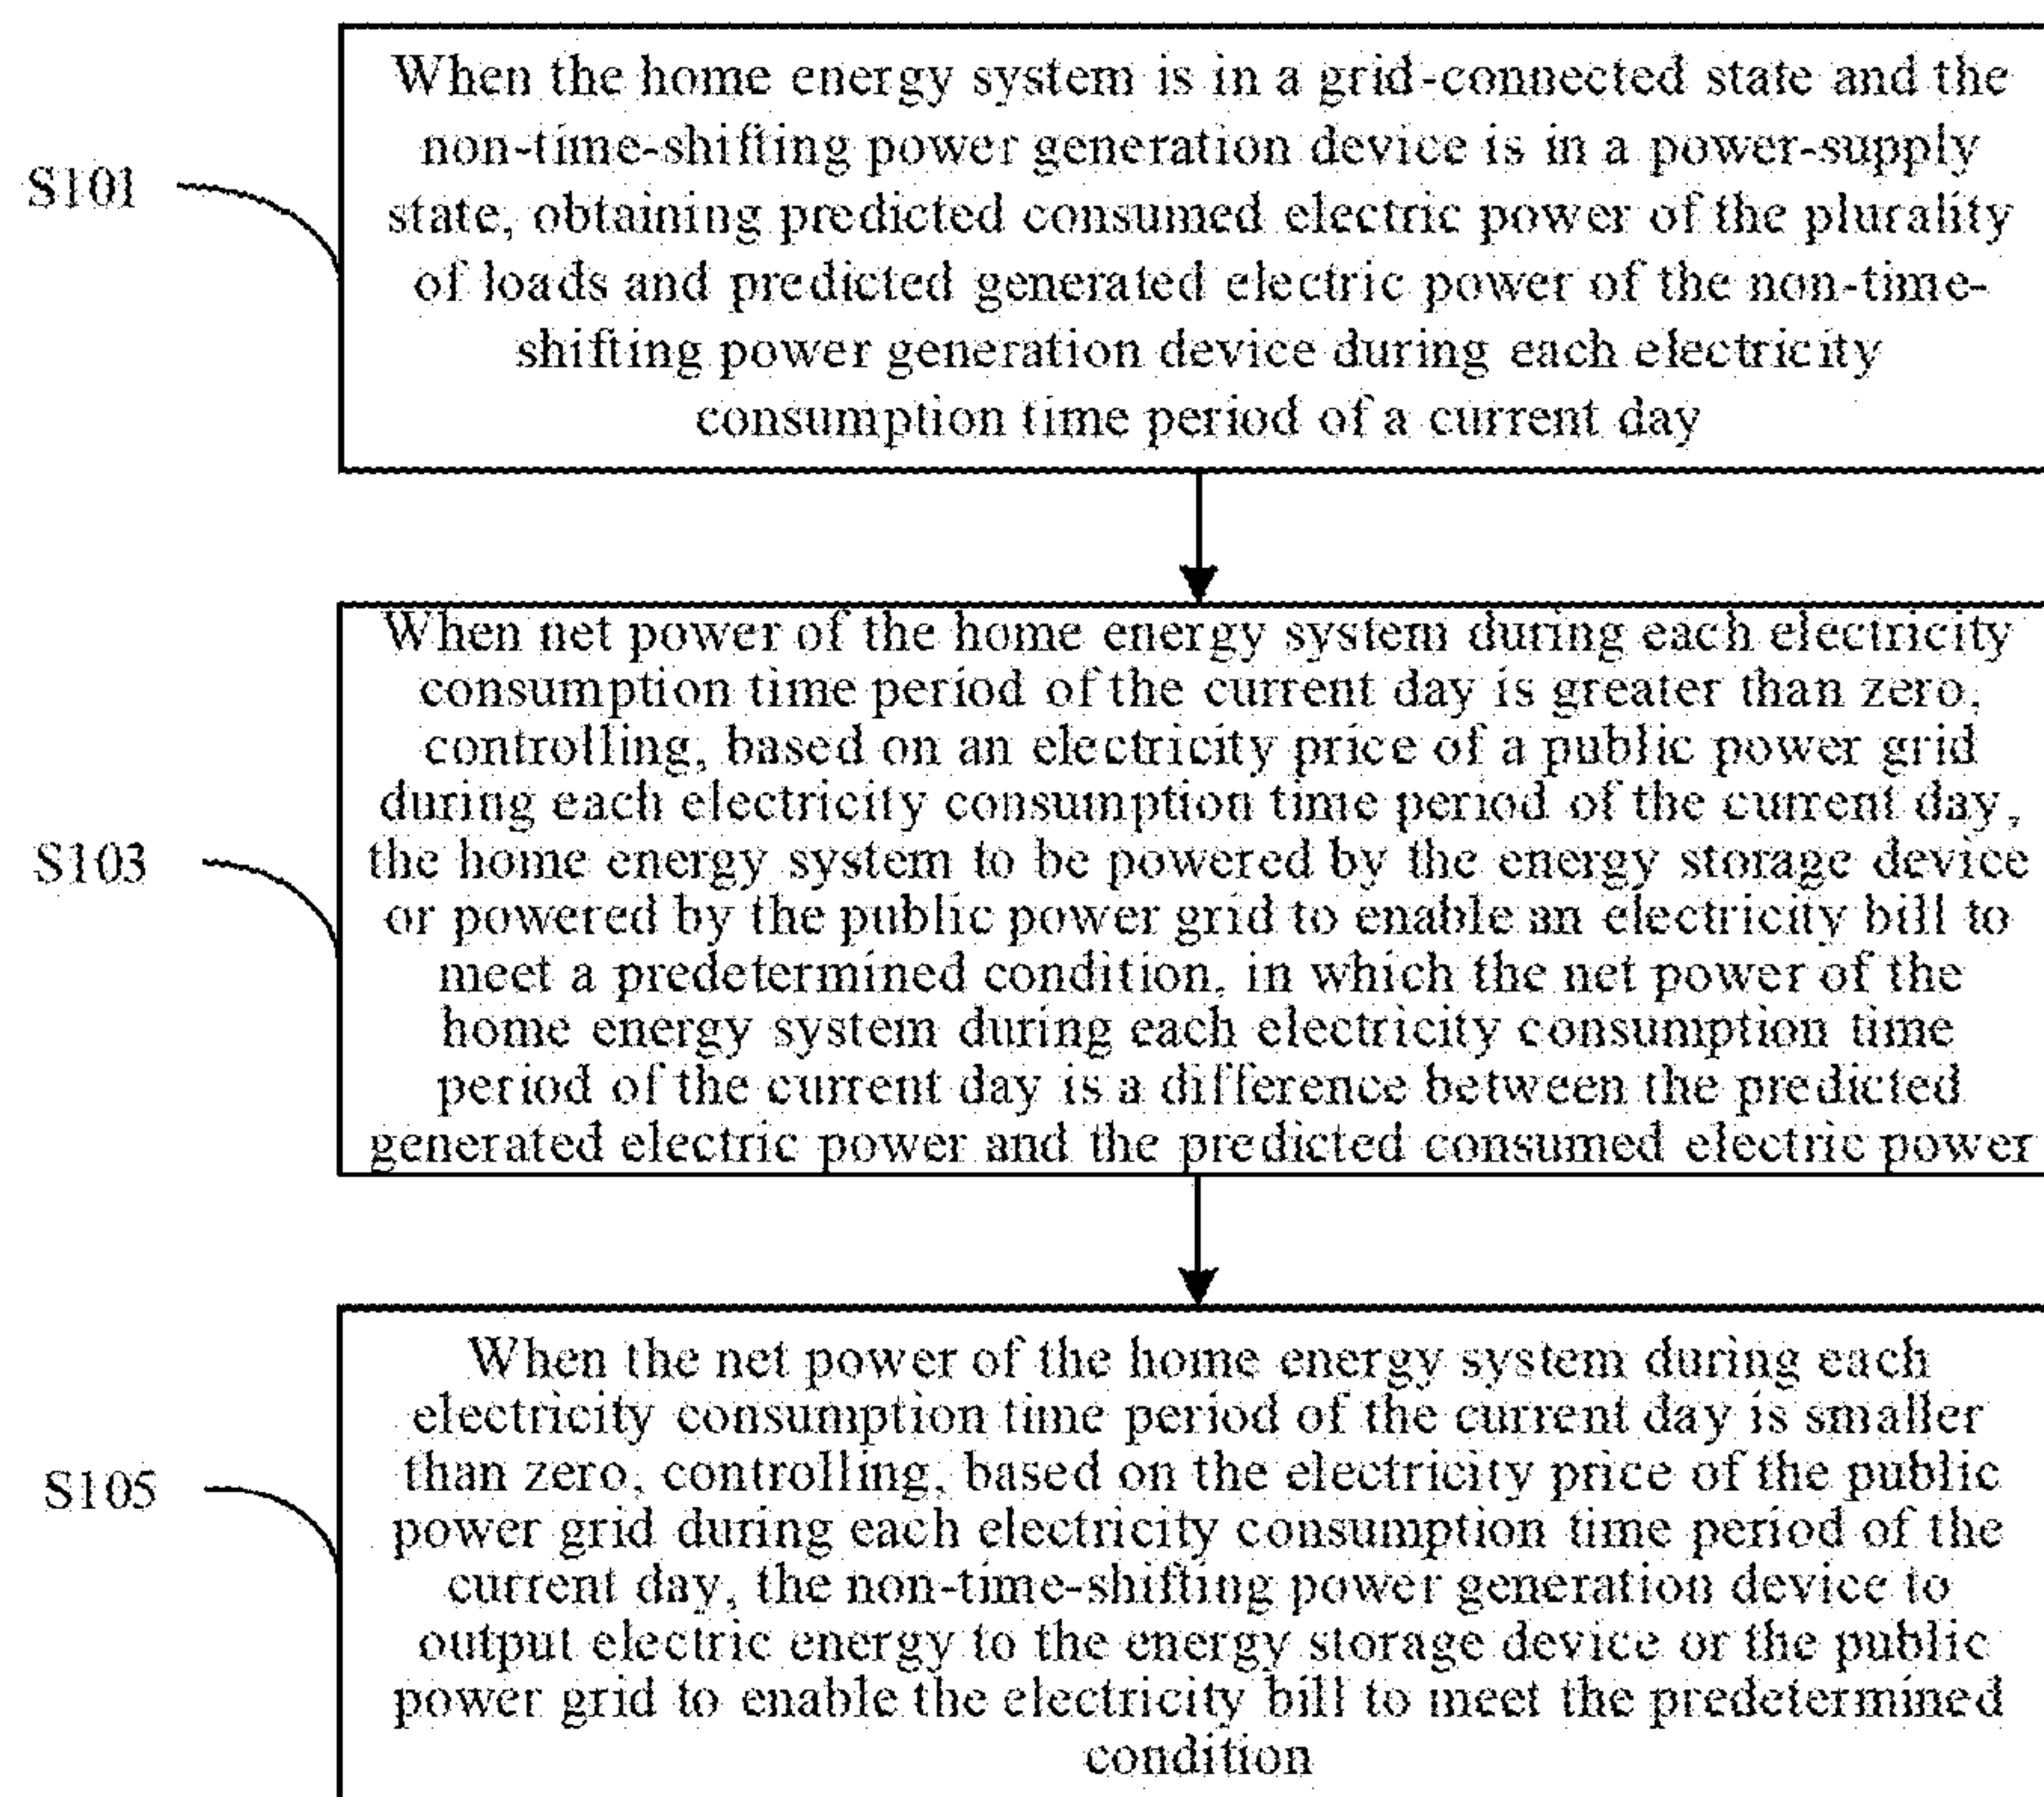 S101
When the home energy system is in a grid-connected state and the
non-time-shifting power generation device is in a power-supply
state, obtaining predicted consumed electric power of the plurality
of loads and predicted generated electric power of the non-time-
shifting power generation device during each electricity
consumption time period of a current day
S103
When net power of the home energy system during each electricity
consumption time period of the current day is greater than zero,
controlling, based on an electricity price of a public power grid
during each electricity consumption time period of the current day,
the home energy system to be powered by the energy storage device
or powered by the public power grid to enable an electricity bill to
meet a predetermined condition, in which the net power of the
home energy system during each electricity consumption time
period of the current day is a difference between the predicted
generated electric power and the predicted consumed electric power
S105
When the net power of the home energy system during each
electricity consumption time period of the current day is smaller
than zero, controlling, based on the electricity price of the public
power grid during each electricity consumption time period of the
current day, the non-time-shifting power generation device to
output electric energy to the energy storage device or the public
power grid to enable the electricity bill to meet the predetermined
condition